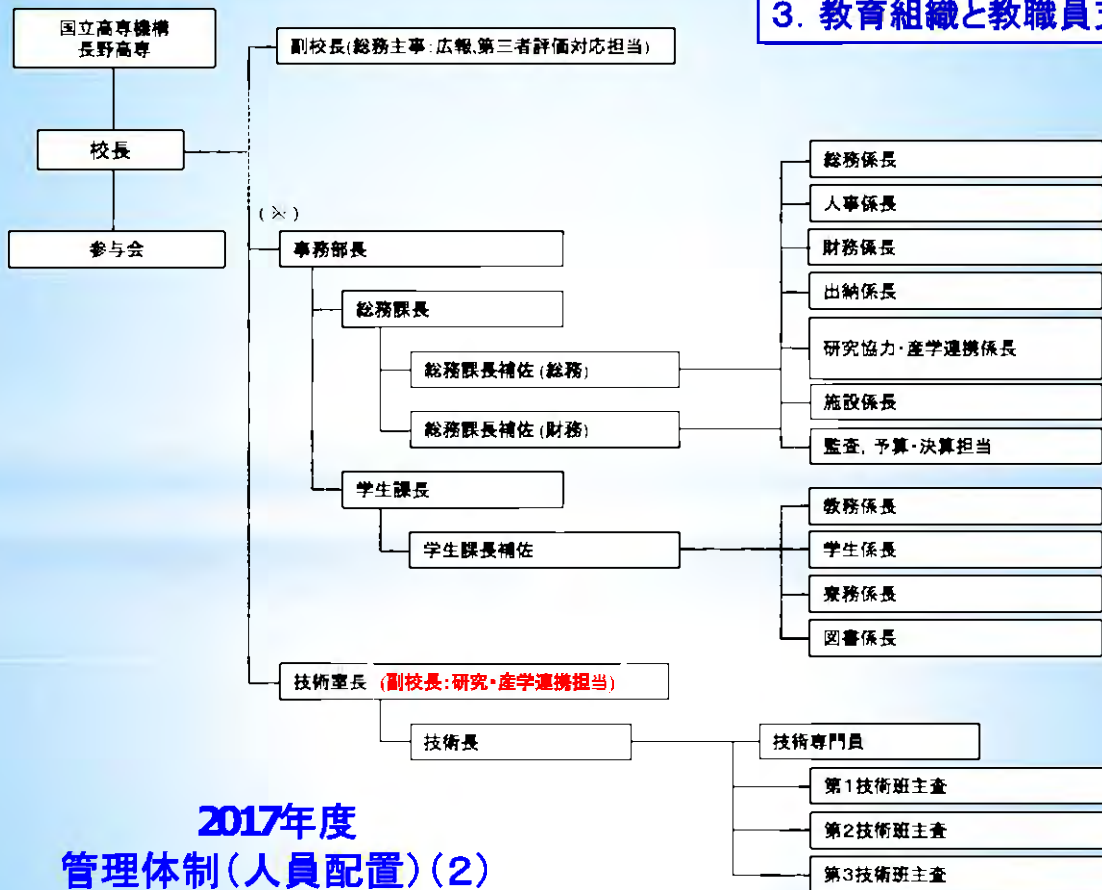 3. 教育組織と教職員
国立高専機構
長野高専
校長
参与会
副校長(総務主事:広報,第三者評価対応担当)
(※)
事務部長
総務課長
総務課長補佐(総務)
総務課長補佐(財務)
学生課長
学生課長補佐
総務係長
人事係長
財務係長
出納係長
研究協力・産学連携係長
施設係長
監査, 予算・決算担当
教務係長
学生係長
寮務係長
図書係長
技術室長 (副校長:研究・産学連携担当)
技術長
技術専門員
第1技術班主査
第2技術班主査
第3技術班主査
2017年度
管理体制(人員配置)(2)